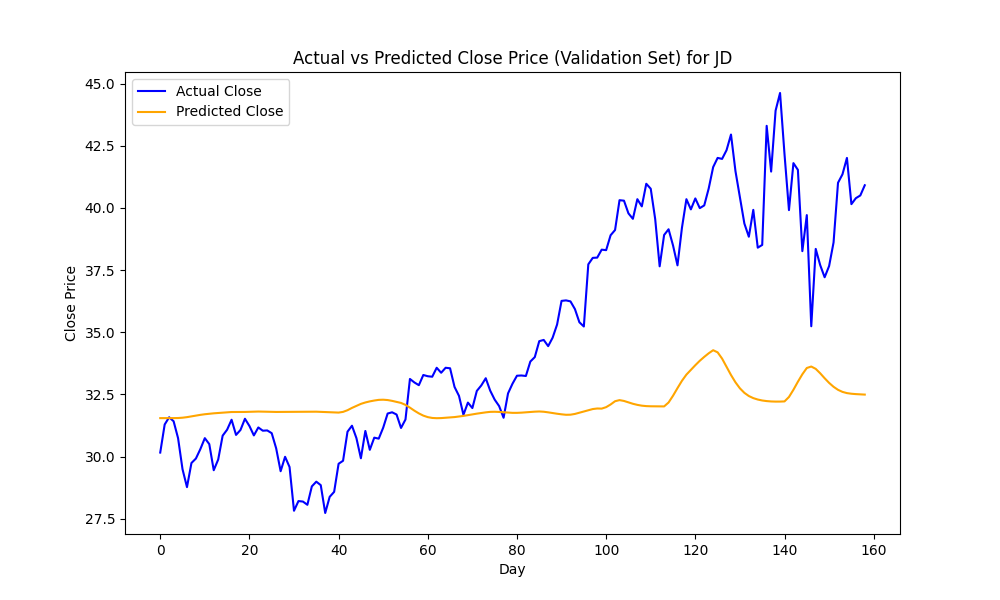 Actual vs Predicted Close Price (Validation Set) for JD
Actual Close
Predicted Close
45.0
42.5
40.0
37.5
35.0
32.5
30.0
27.5
Close Price
0 20 40 60 80 100 120 140 160
Day